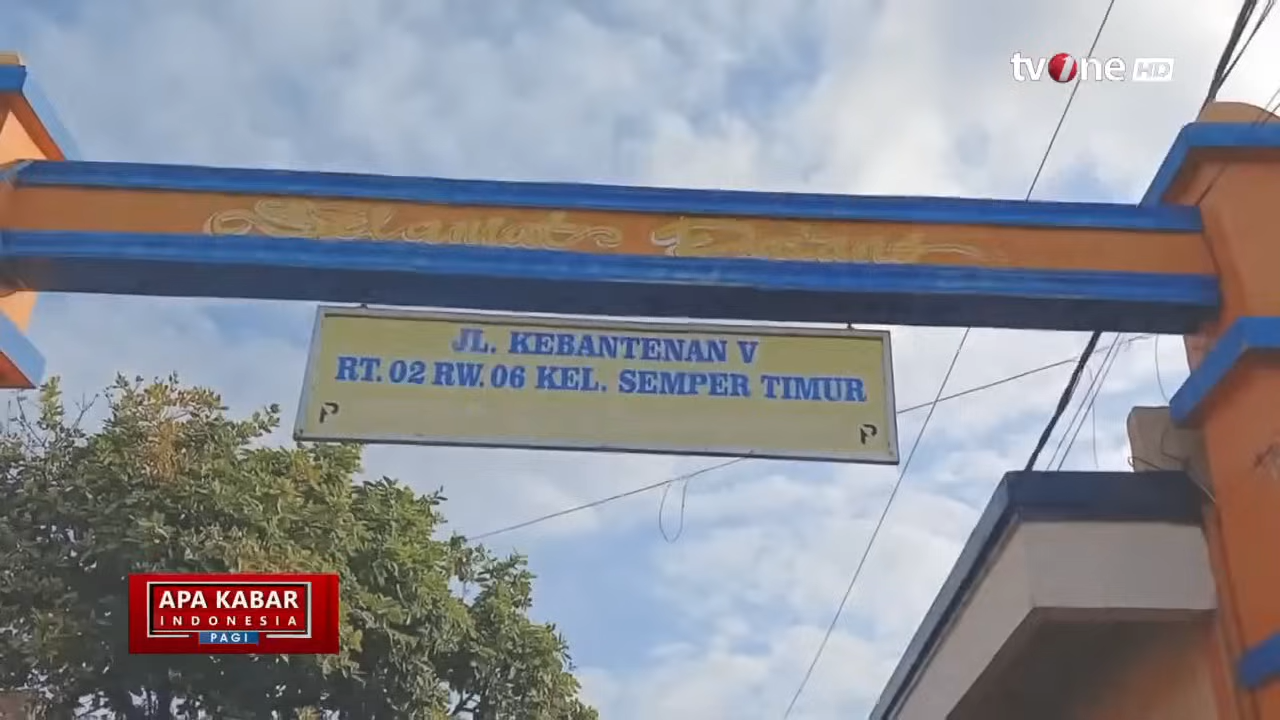 tvOne HD
Selamat Datang
JL. KEBANTENAN V
RT. 02 RW. 06 KEL. SEMPER TIMUR
P P
APA KABAR
INDONESIA
PAGI